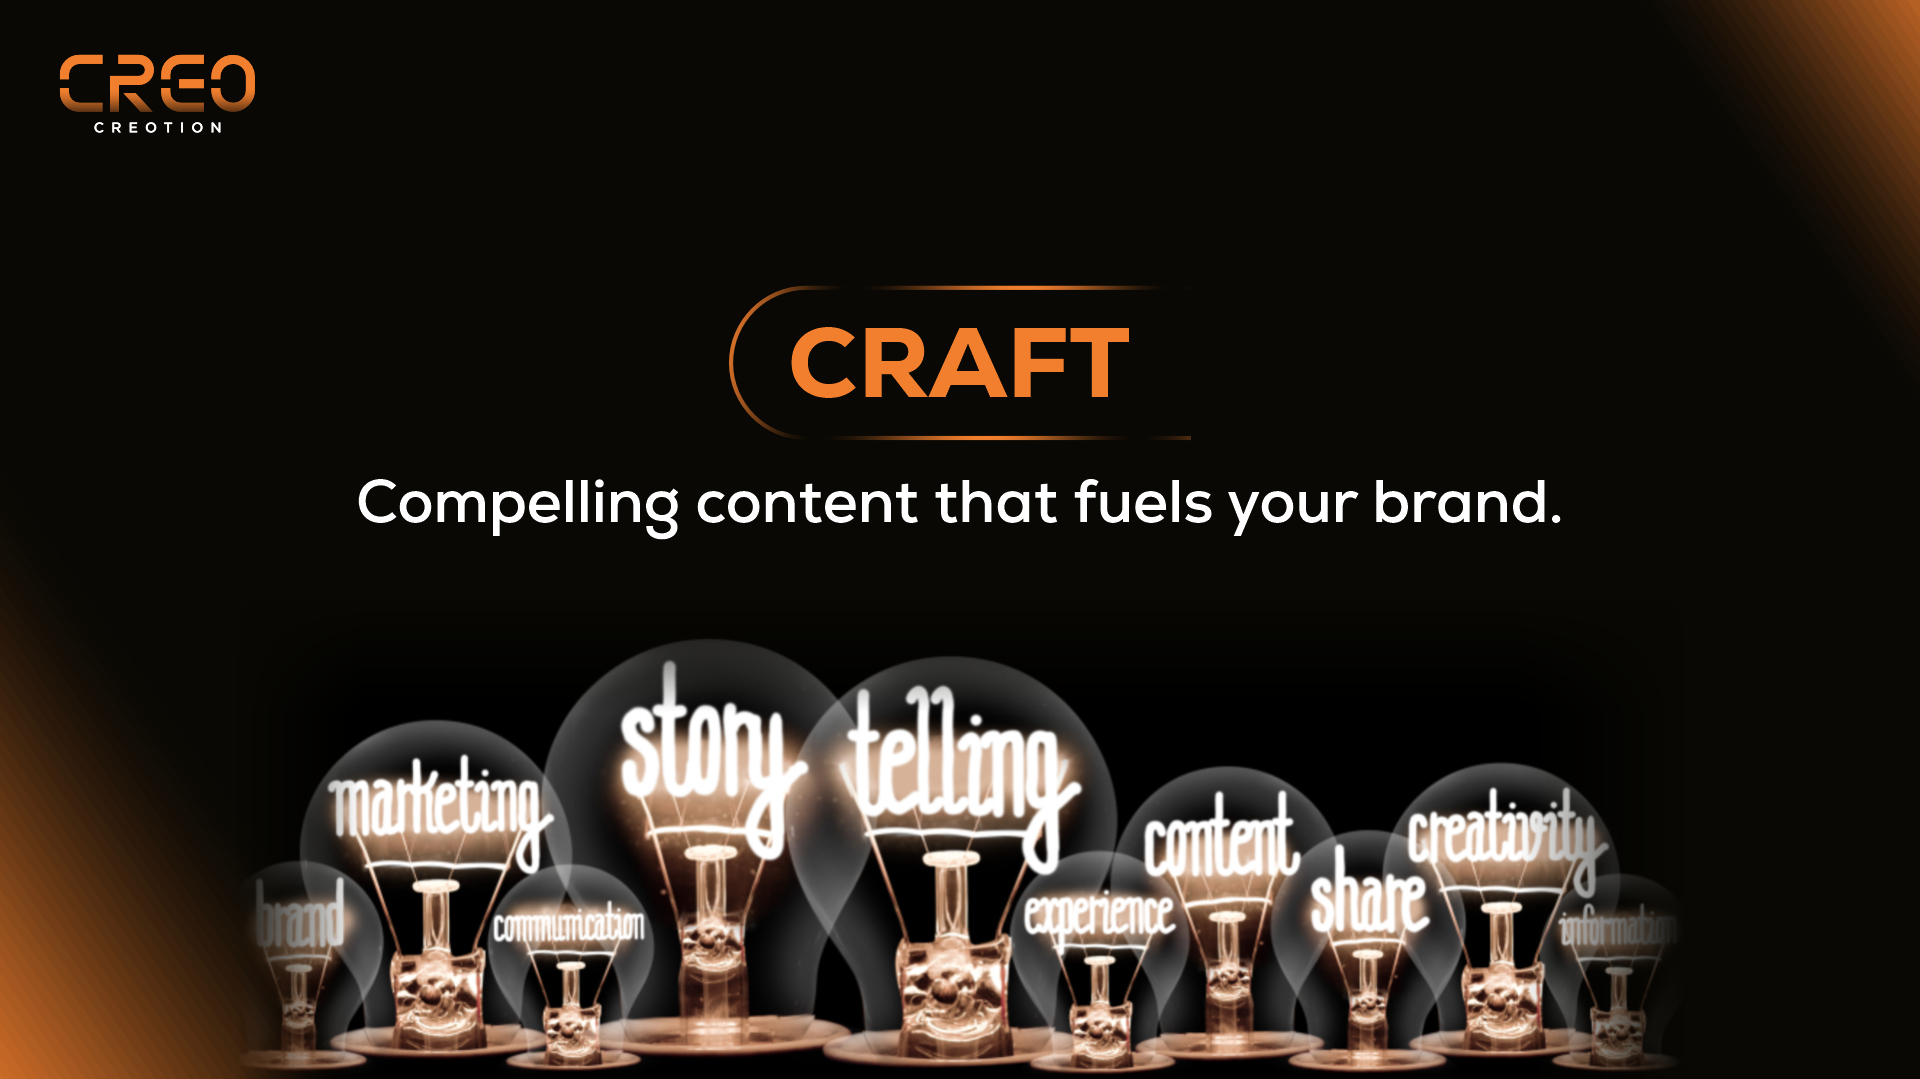 CREO
CREOTION
CRAFT
Compelling content that fuels your brand.
story telling
marketing
content
creativity
share
brand
communication
experience
information